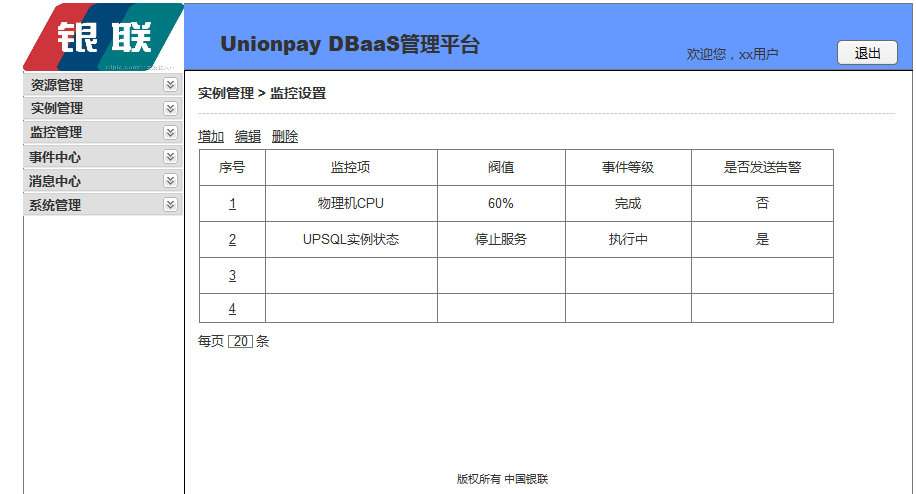 银联
Unionpay DBaaS管理平台
欢迎您，xx用户
退出
资源管理
实例管理
监控管理
事件中心
消息中心
系统管理
实例管理 > 监控设置
增加 编辑 删除
序号 监控项 阀值 事件等级 是否发送告警
1 物理机CPU 60% 完成 否
2 UPSQL实例状态 停止服务 执行中 是
3
4
每页 20 条
版权所有 中国银联